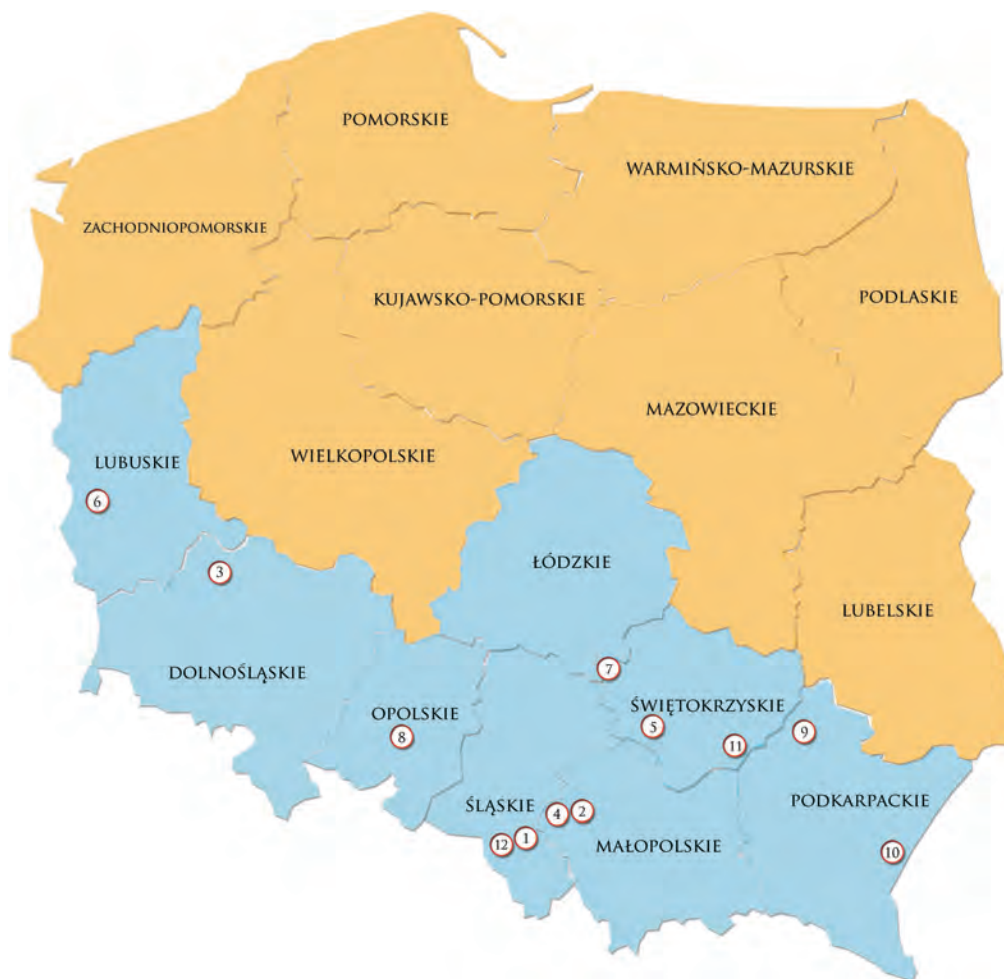 POMORSKIE
WARMIŃSKO-MAZURSKIE
ZACHODNIOPOMORSKIE
KUJAWSKO-POMORSKIE
PODLASKIE
MAZOWIECKIE
LUBUSKIE
WIELKOPOLSKIE
6
3
ŁÓDZKIE
LUBELSKIE
DOLNOŚLĄSKIE
7
OPOLSKIE
8
ŚWIĘTOKRZYSKIE
5
11
9
ŚLĄSKIE
4
2
PODKARPACKIE
12
1
MAŁOPOLSKIE
10